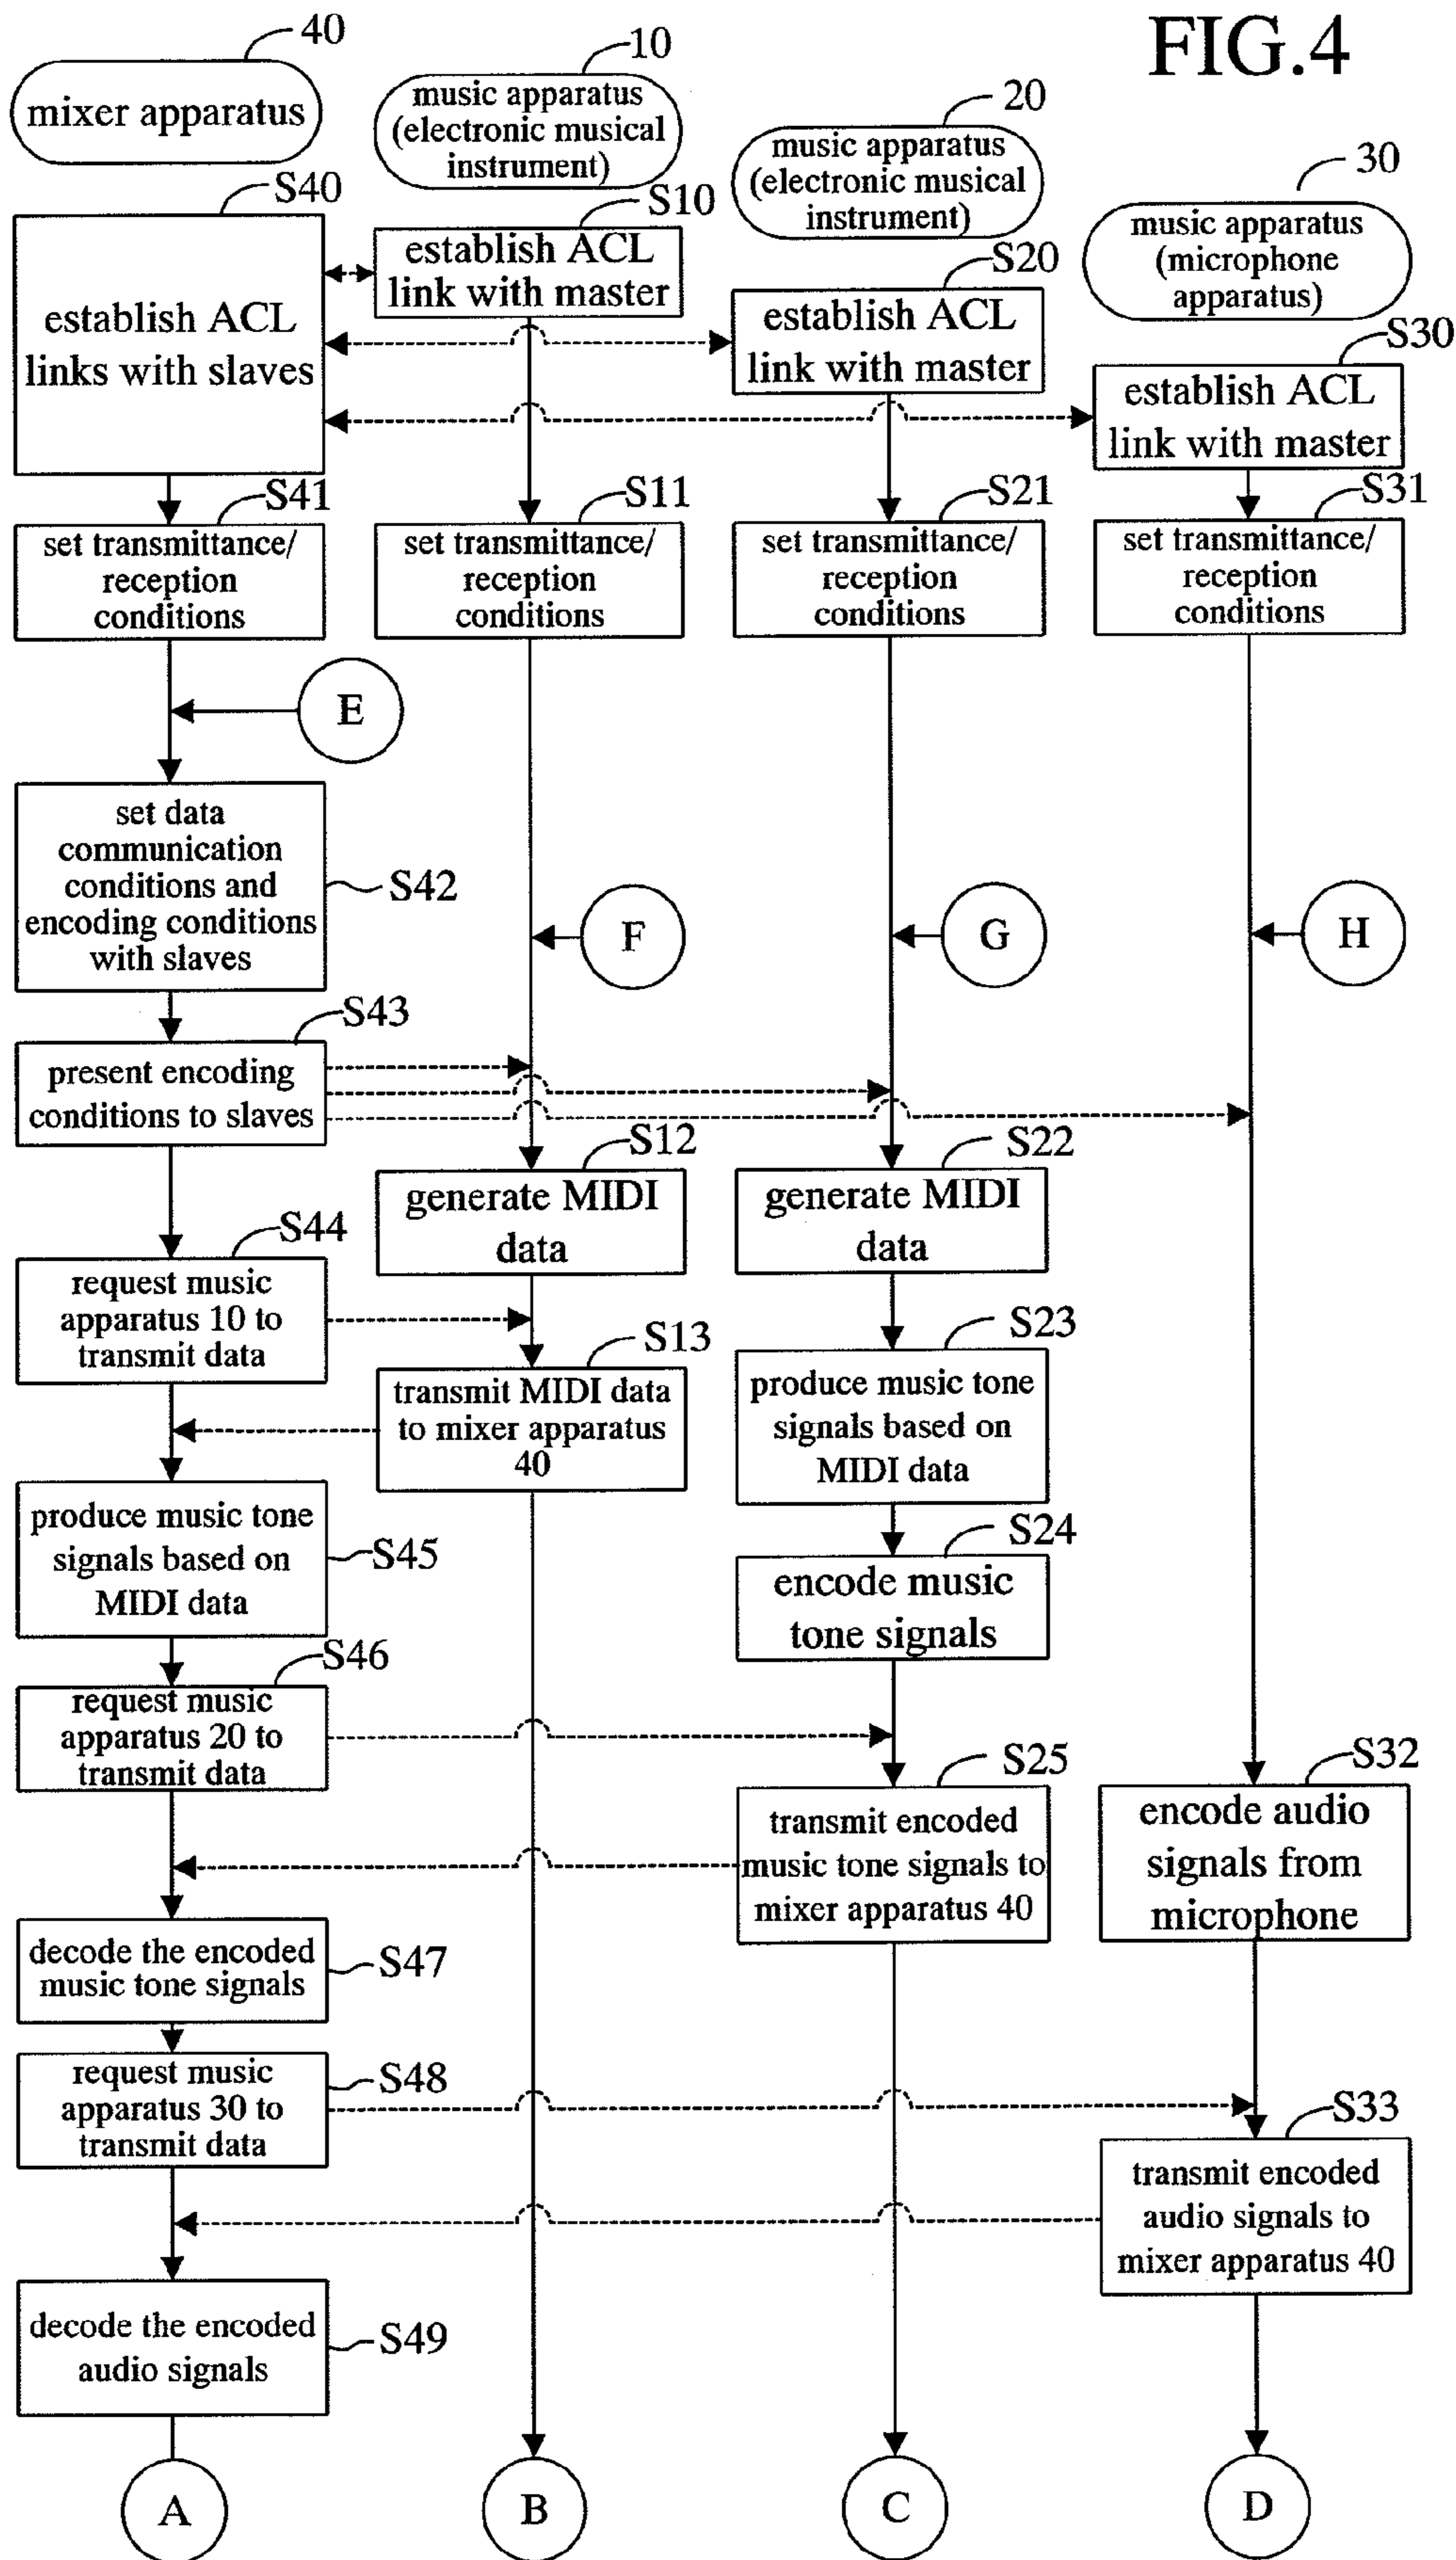 FIG.4
40
mixer apparatus
10
music apparatus
(electronic musical
instrument)
20
music apparatus
(electronic musical
instrument)
30
music apparatus
(microphone
apparatus)
S40
establish ACL
links with slaves
S10
establish ACL
link with master
S20
establish ACL
link with master
S30
establish ACL
link with master
S41
set transmittance/
reception
conditions
S11
set transmittance/
reception
conditions
S21
set transmittance/
reception
conditions
S31
set transmittance/
reception
conditions
E
set data
communication
conditions and
encoding conditions
with slaves
S42
F
G
H
S43
present encoding
conditions to slaves
S12
generate MIDI
data
S22
generate MIDI
data
S44
request music
apparatus 10 to
transmit data
S13
transmit MIDI data
to mixer apparatus
40
S23
produce music tone
signals based on
MIDI data
produce music tone
signals based on
MIDI data
S45
S24
encode music
tone signals
S46
request music
apparatus 20 to
transmit data
S25
transmit encoded
music tone signals to
mixer apparatus 40
S32
encode audio
signals from
microphone
decode the encoded
music tone signals
S47
request music
apparatus 30 to
transmit data
S48
S33
transmit encoded
audio signals to
mixer apparatus 40
decode the encoded
audio signals
S49
A
B
C
D